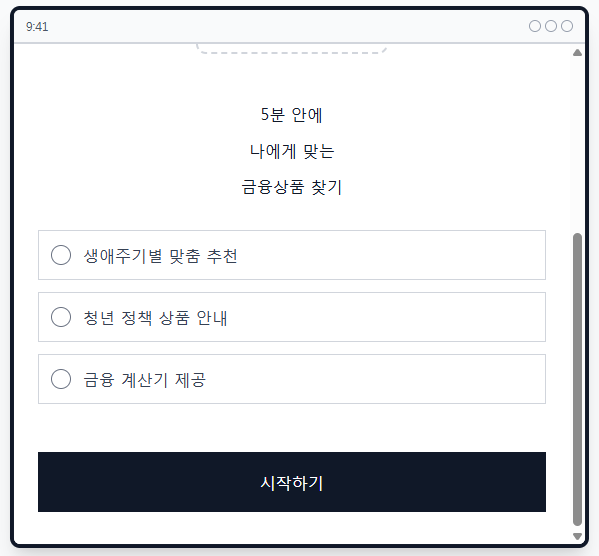 9:41
5분 안에
나에게 맞는
금융상품 찾기
생애주기별 맞춤 추천
청년 정책 상품 안내
금융 계산기 제공
시작하기